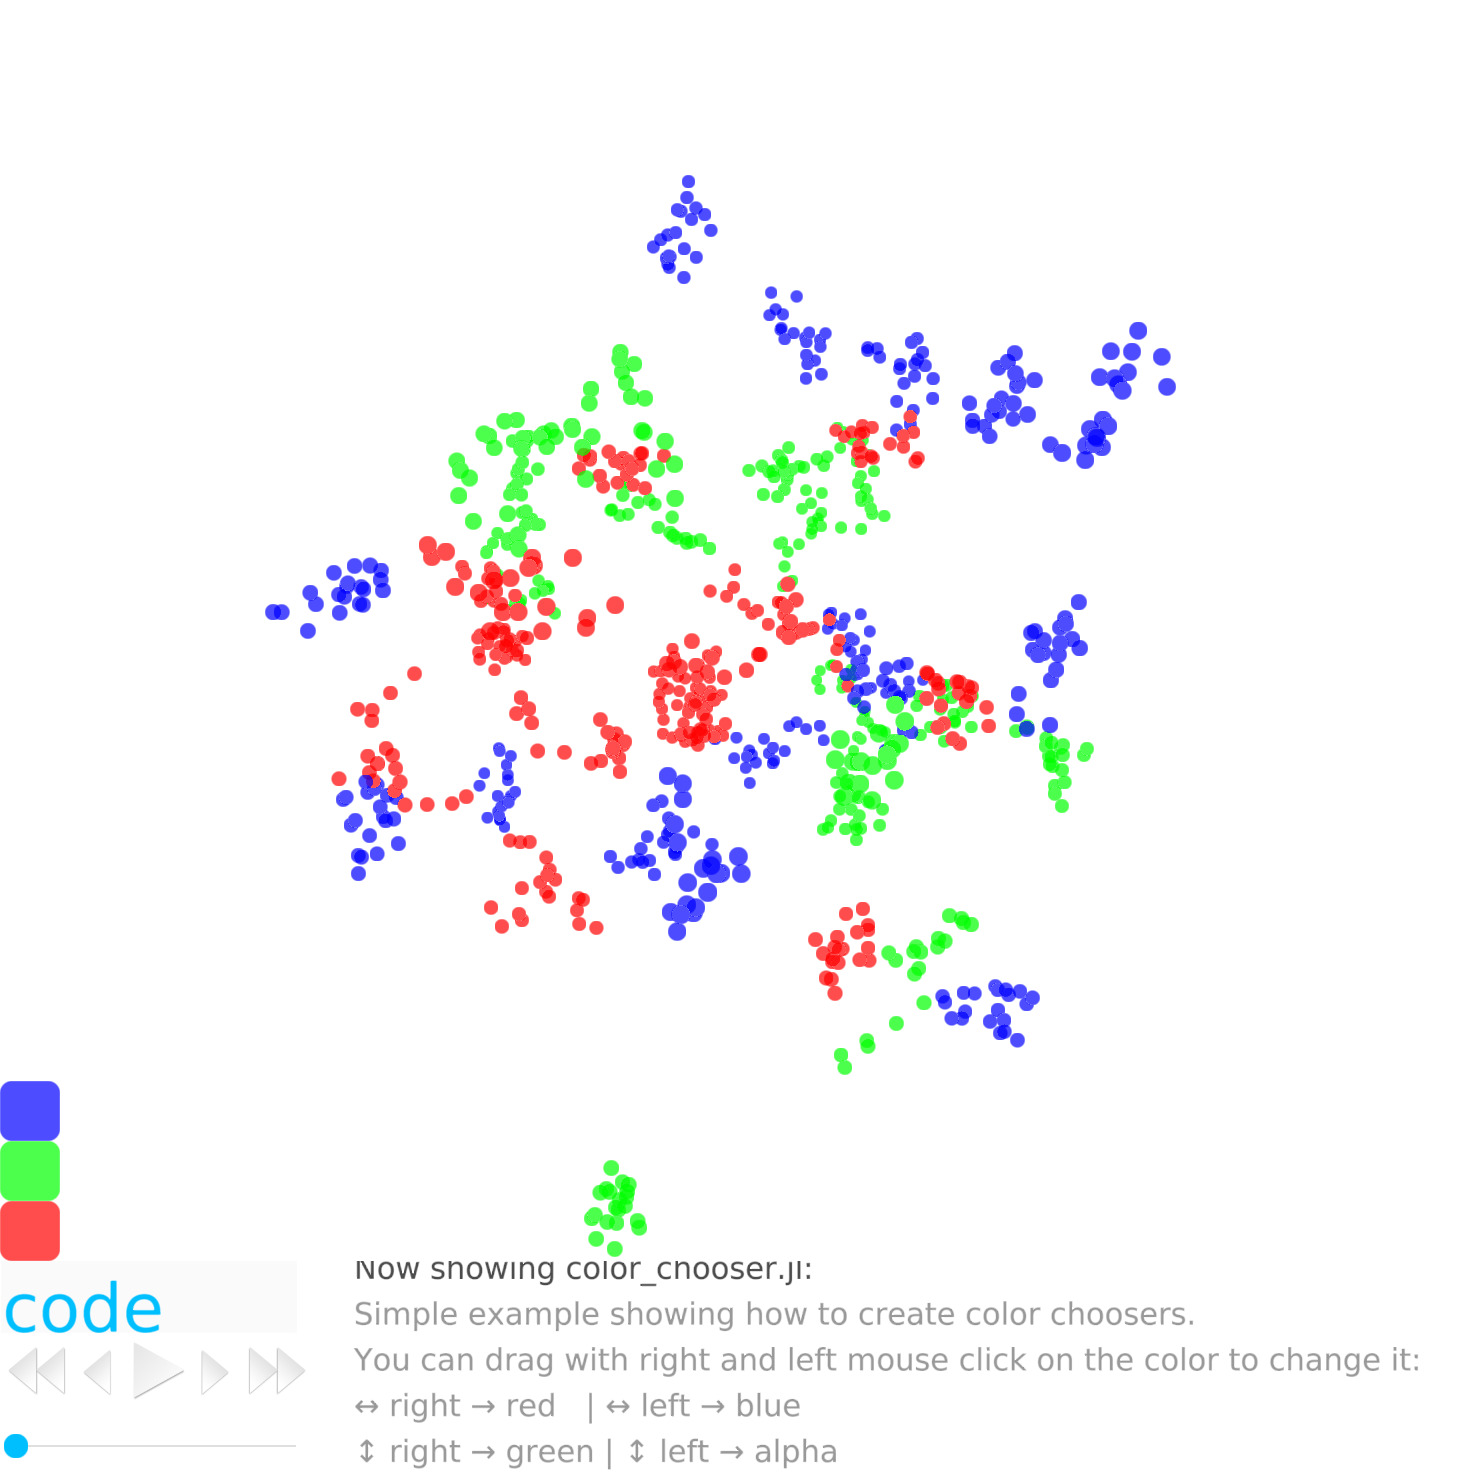 code
Now showing color_chooser.jl:
Simple example showing how to create color choosers.
You can drag with right and left mouse click on the color to change it:
↔ right → red | ↔ left → blue
↕ right → green | ↕ left → alpha